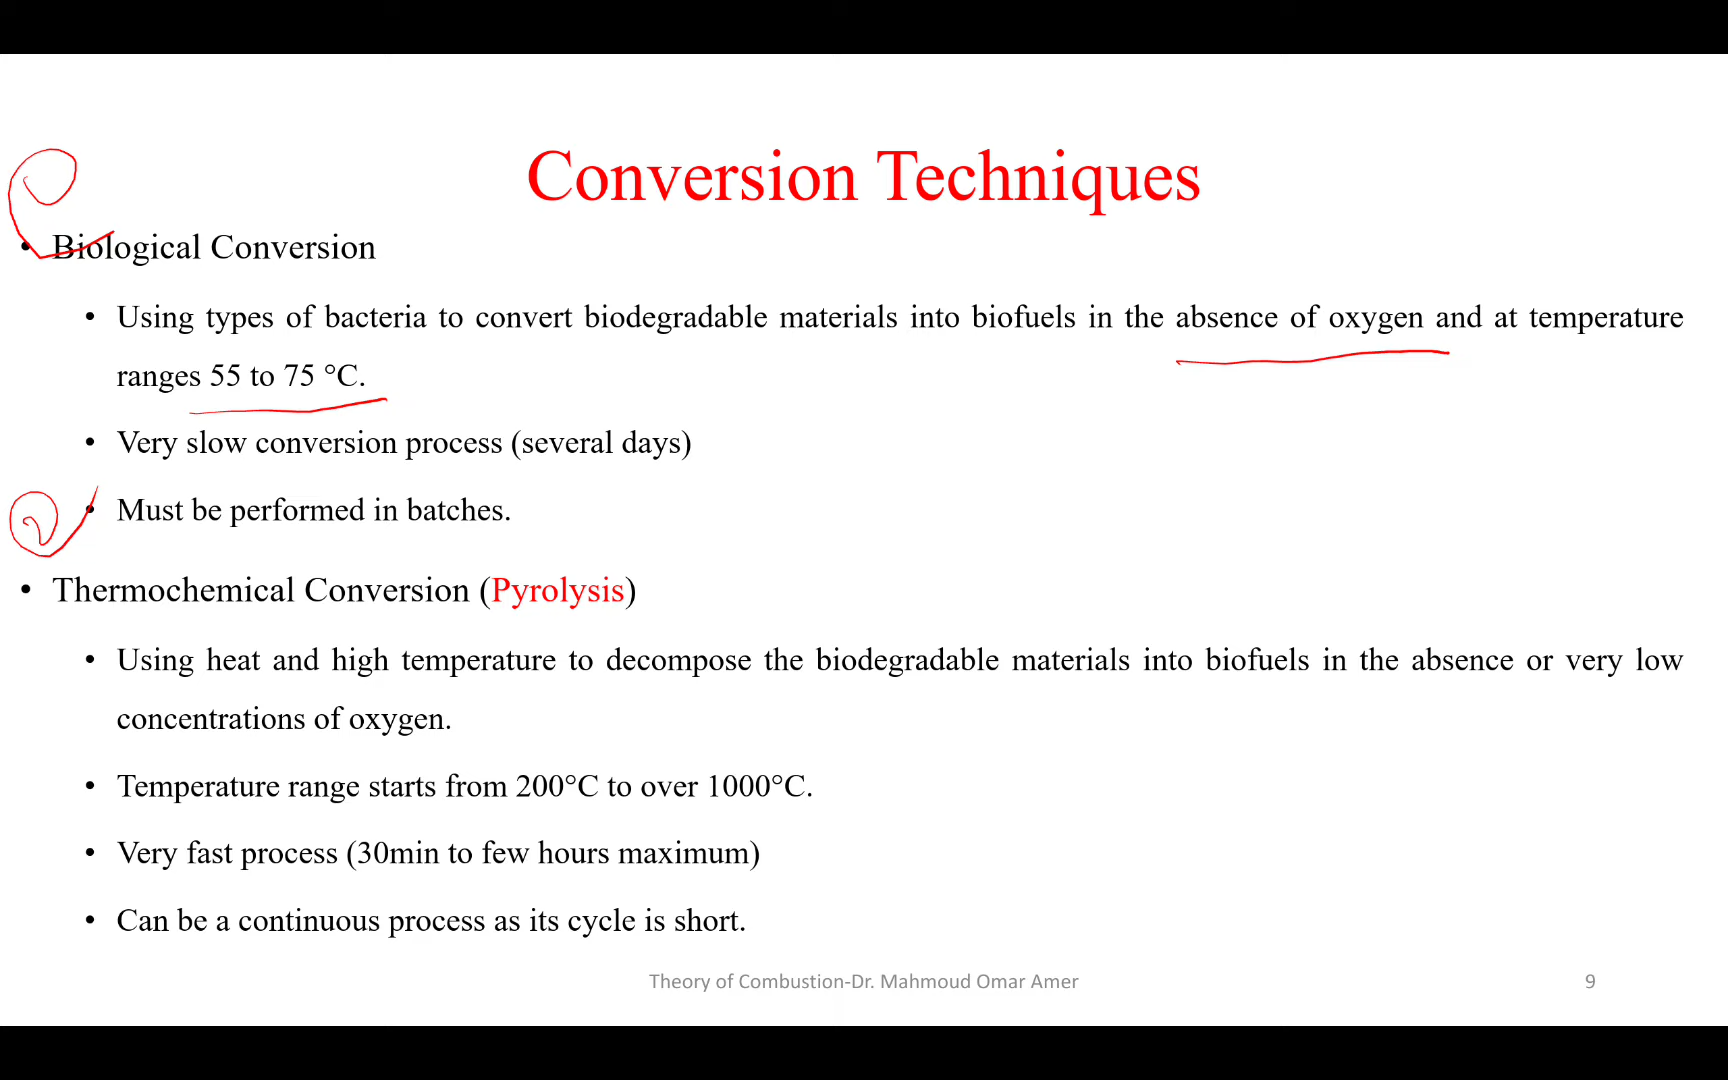 Conversion Techniques
• Biological Conversion
• Using types of bacteria to convert biodegradable materials into biofuels in the absence of oxygen and at temperature
ranges 55 to 75 °C.
• Very slow conversion process (several days)
• Must be performed in batches.
• Thermochemical Conversion (Pyrolysis)
• Using heat and high temperature to decompose the biodegradable materials into biofuels in the absence or very low
concentrations of oxygen.
• Temperature range starts from 200°C to over 1000°C.
• Very fast process (30min to few hours maximum)
• Can be a continuous process as its cycle is short.
Theory of Combustion-Dr. Mahmoud Omar Amer
9